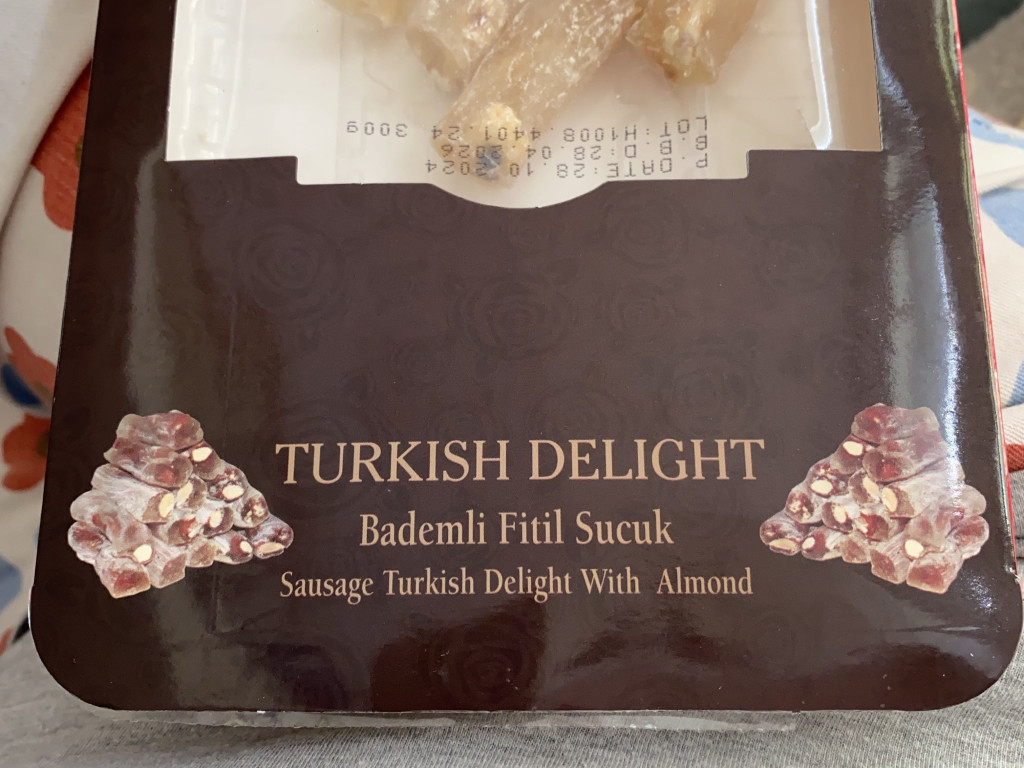 P. DATE:28.10.2024
B.B.D:28.04.2026
LOT:H1008.4401.24 300g
TURKISH DELIGHT
Bademli Fitil Sucuk
Sausage Turkish Delight With Almond